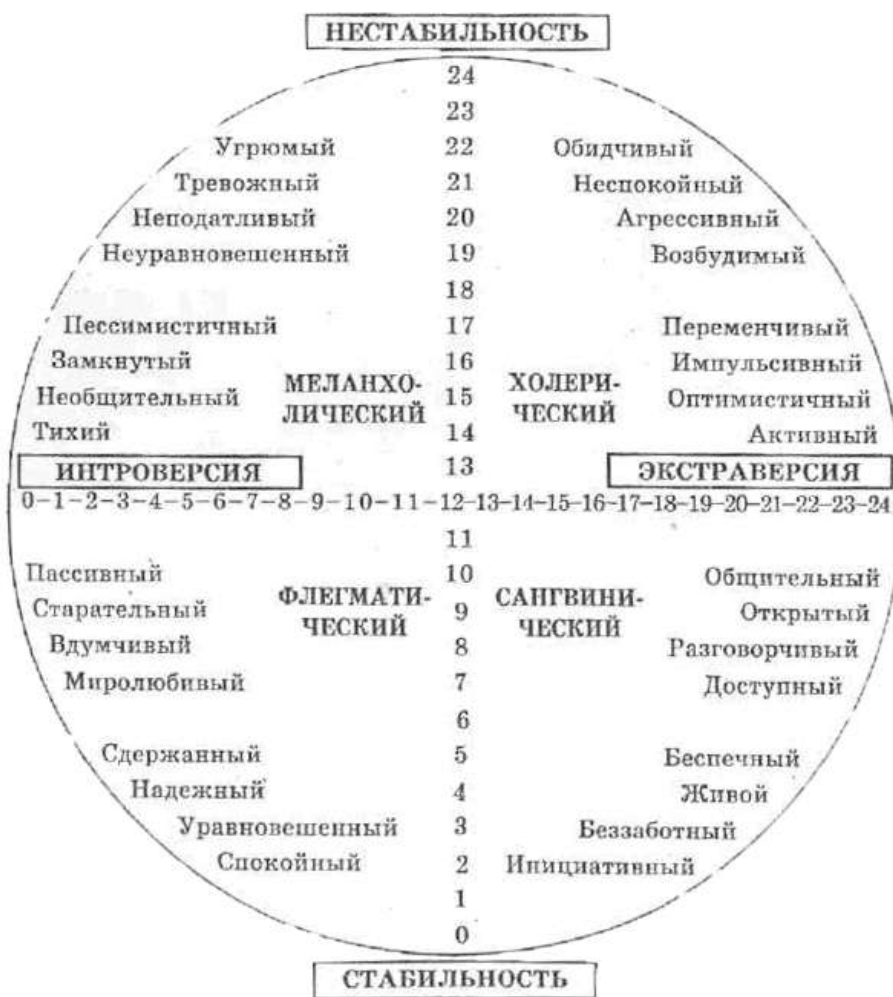 НЕСТАБИЛЬНОСТЬ
24
23
Угрюмый 22 Обидчивый
Тревожный 21 Неспокойный
Неподатливый 20 Агрессивный
Неуравновешенный 19 Возбудимый
18
Пессимистичный 17 Переменчивый
Замкнутый 16 Импульсивный
МЕЛАНХО- ХОЛЕРИ-
Необщительный 15 Оптимистичный
ЛИЧЕСКИЙ ЧЕСКИЙ
Тихий 14 Активный
ИНТРОВЕРСИЯ 13 ЭКСТРАВЕРСИЯ
0-1-2-3-4-5-6-7-8-9-10-11-12-13-14-15-16-17-18-19-20-21-22-23-24
11
Пассивный 10 Общительный
ФЛЕГМАТИ- САНГВИНИ-
Старательный 9 Открытый
ЧЕСКИЙ ЧЕСКИЙ
Вдумчивый 8 Разговорчивый
Миролюбивый 7 Доступный
6
Сдержанный 5 Беспечный
Надежный 4 Живой
Уравновешенный 3 Беззаботный
Спокойный 2 Инициативный
1
0
СТАБИЛЬНОСТЬ